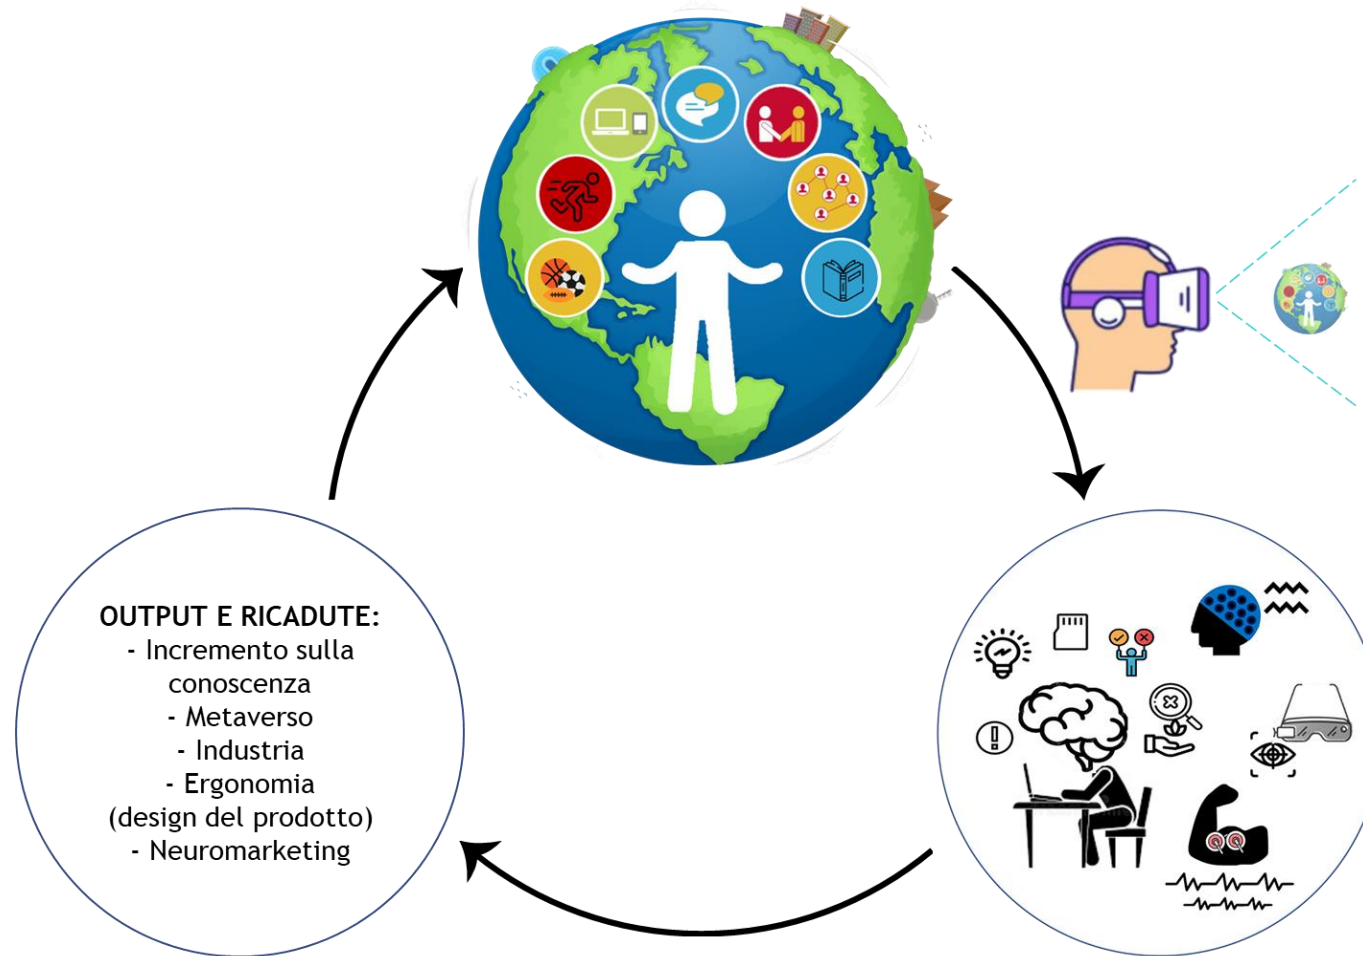 OUTPUT E RICADUTE:
- Incremento sulla
conoscenza
- Metaverso
- Industria
- Ergonomia
(design del prodotto)
- Neuromarketing